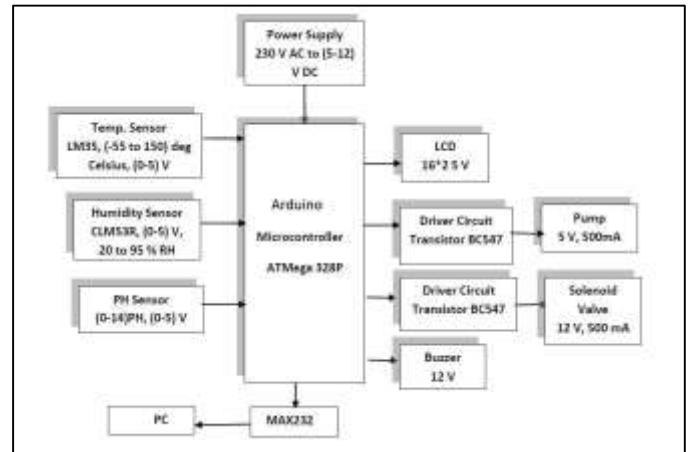 Power Supply
230 V AC to (5-12)
V DC
Temp. Sensor
LM35, (-55 to 150) deg
Celsius, (0-5) V
Humidity Sensor
CLM53R, (0-5) V,
20 to 95 % RH
PH Sensor
(0-14)PH, (0-5) V
Arduino
Microcontroller
ATMega 328P
LCD
16*2 5 V
Driver Circuit
Transistor BC547
Pump
5 V, 500mA
Driver Circuit
Transistor BC547
Solenoid
Valve
12 V, 500 mA
Buzzer
12 V
MAX232
PC